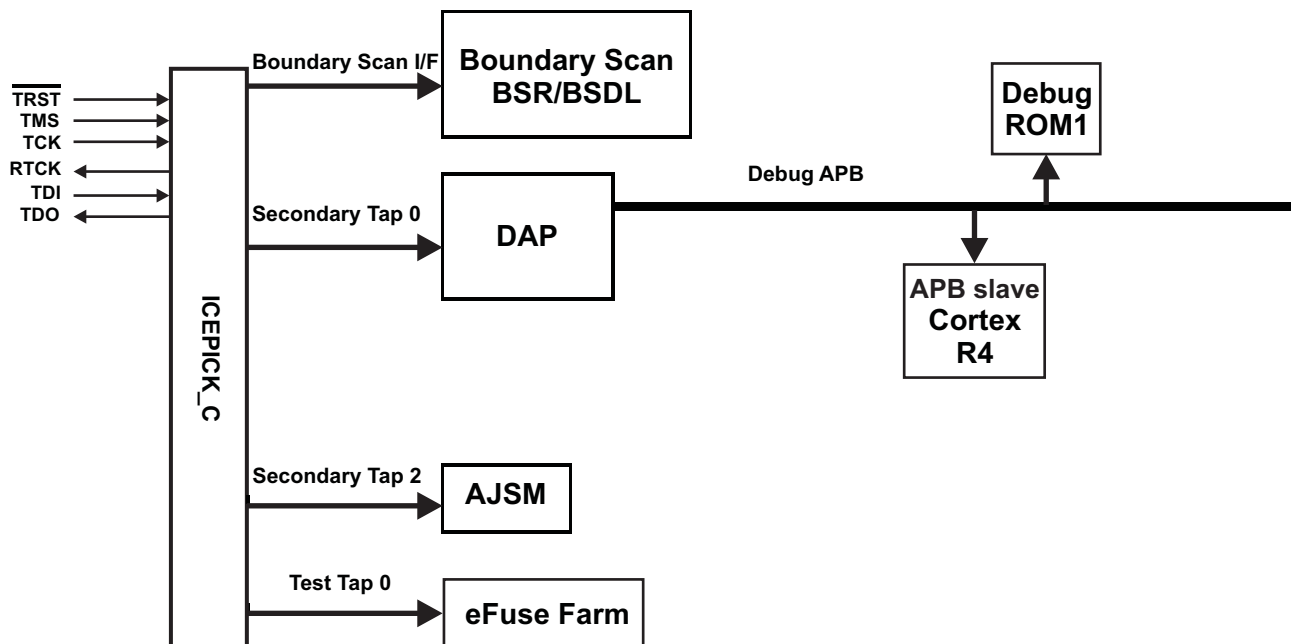 Boundary Scan I/F
Boundary Scan
BSR/BSDL
TRST
TMS
TCK
RTCK
TDI
TDO
Debug
ROM1
Debug APB
Secondary Tap 0
DAP
APB slave
Cortex
R4
ICEPICK_C
Secondary Tap 2
AJSM
Test Tap 0
eFuse Farm